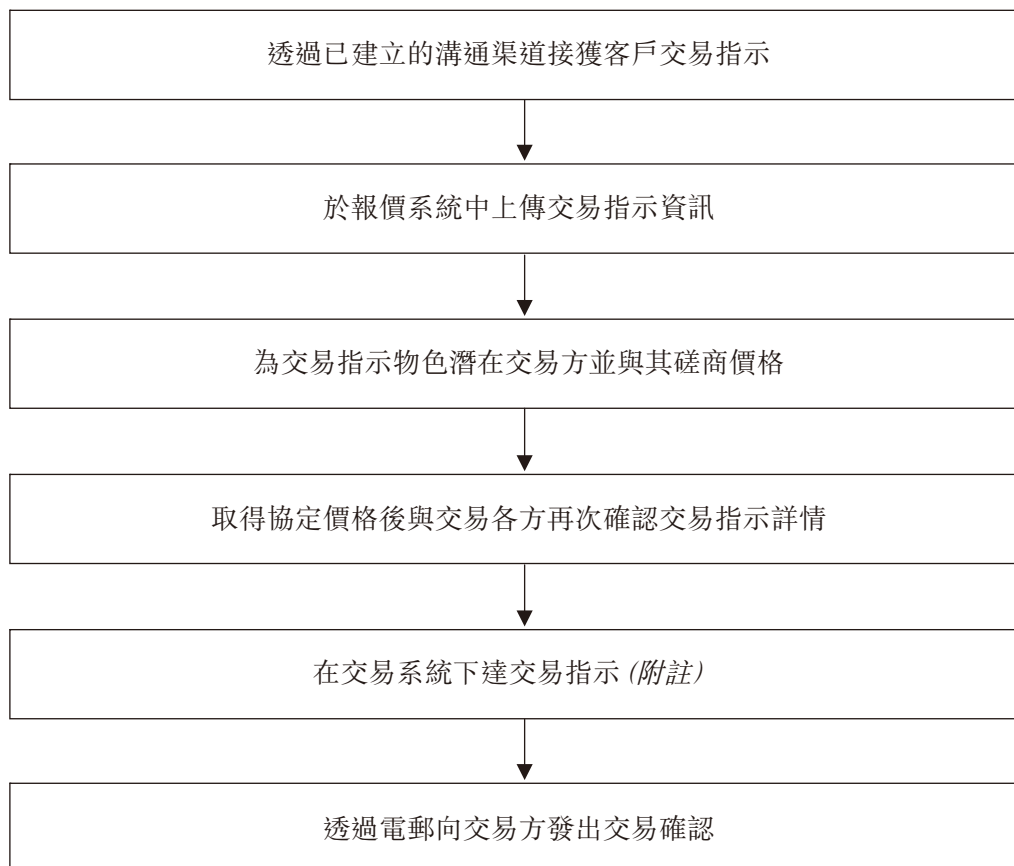 透過已建立的溝通渠道接獲客戶交易指示
於報價系統中上傳交易指示資訊
為交易指示物色潛在交易方並與其磋商價格
取得協定價格後與交易各方再次確認交易指示詳情
在交易系統下達交易指示(附註)
透過電郵向交易方發出交易確認